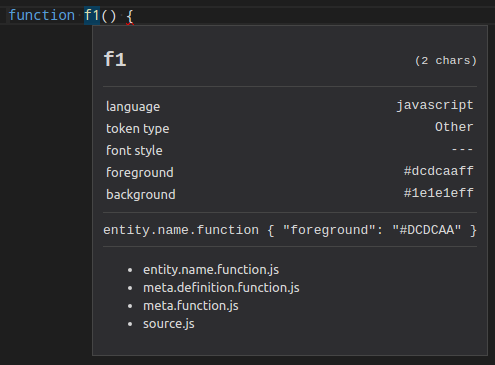 function f1() {
f1 (2 chars)
language javascript
token type Other
font style ---
foreground #dcdcaaff
background #1e1e1eff
entity.name.function { "foreground": "#DCDCAA" }
• entity.name.function.js
• meta.definition.function.js
• meta.function.js
• source.js